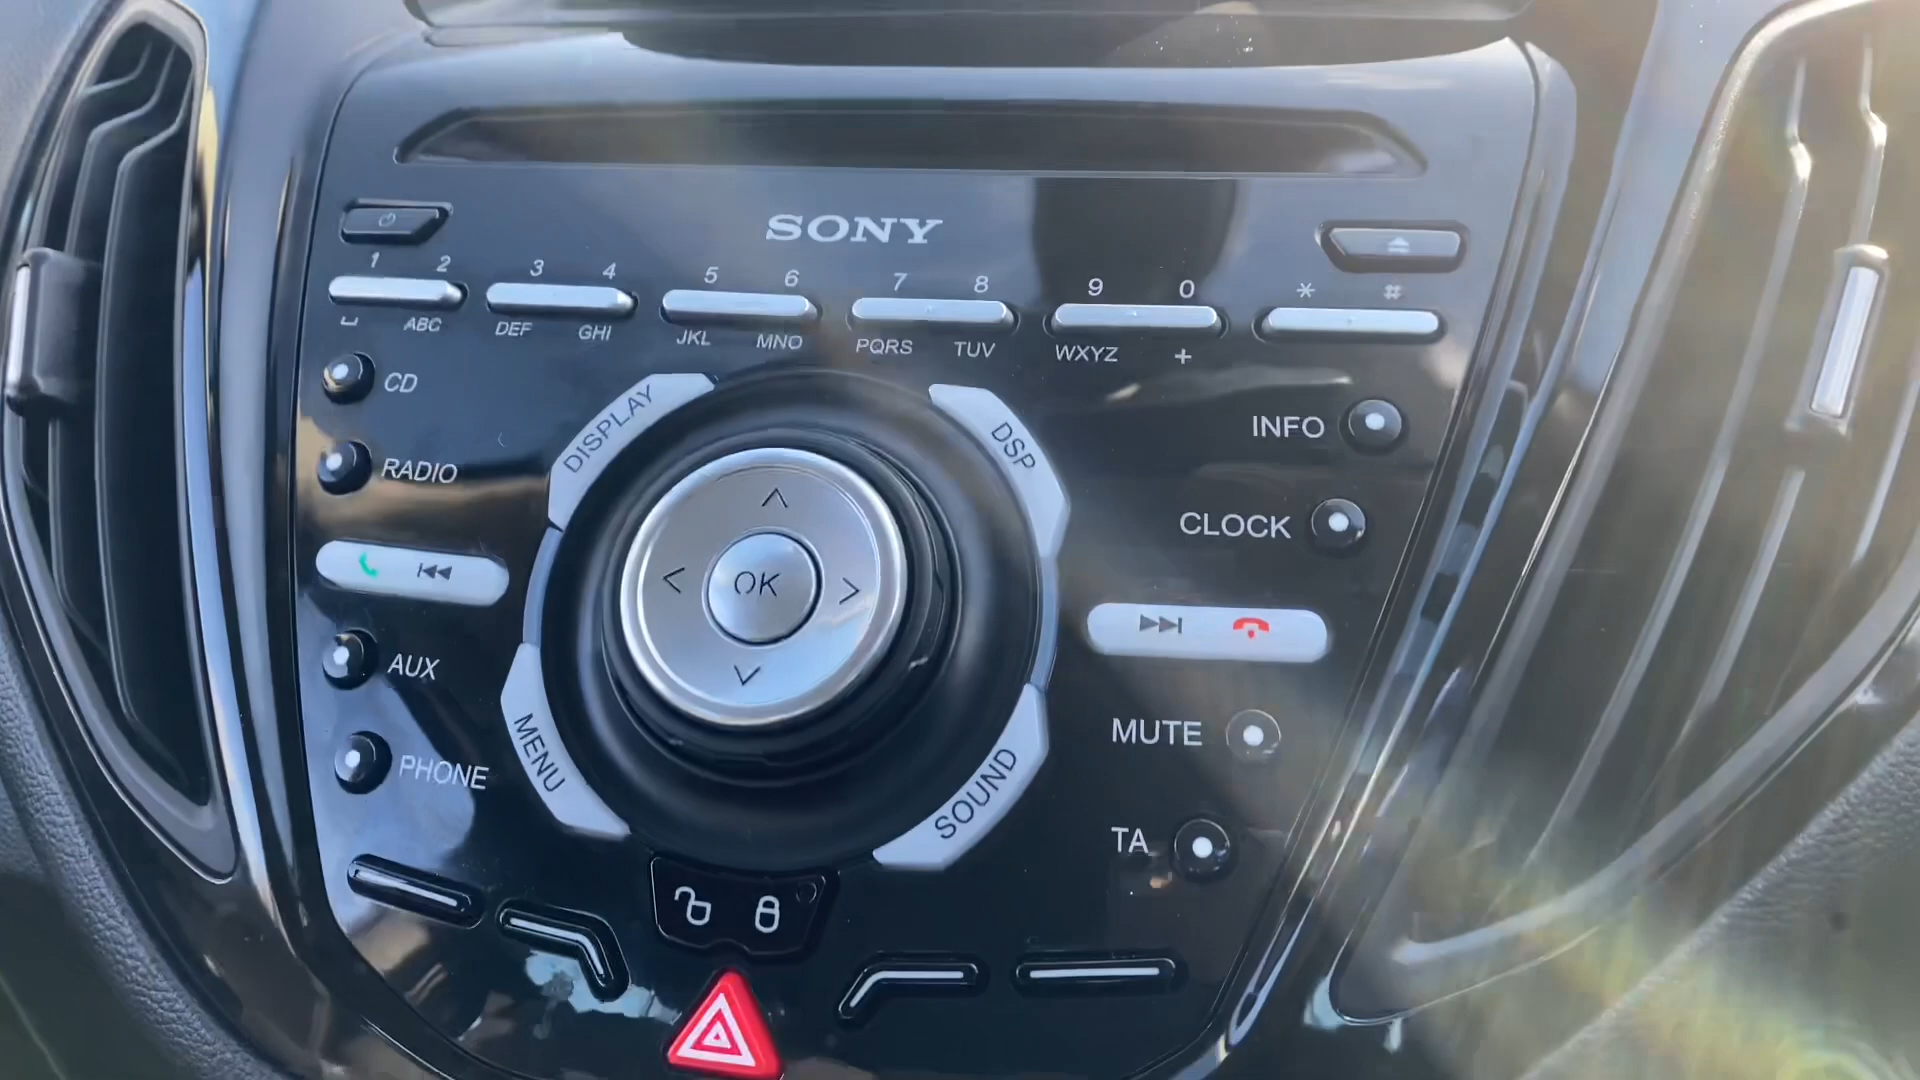 SONY
1 2 3 4 5 6 7 8 9 0 * #
ABC DEF GHI JKL MNO PQRS TUV WXYZ +
CD
DISPLAY
DSP
INFO
RADIO
CLOCK
OK
AUX
MENU
MUTE
PHONE
SOUND
TA